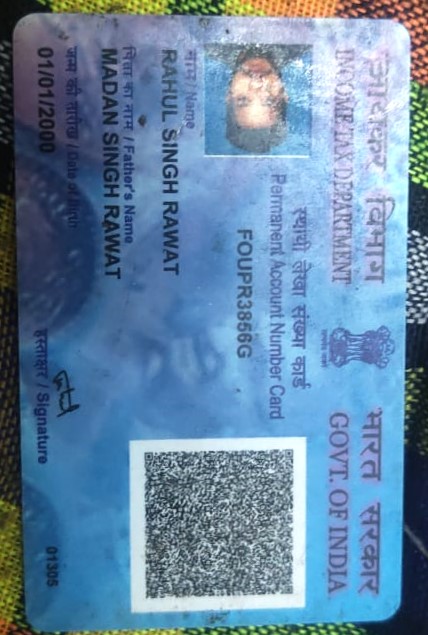 आयकर विभाग
INCOME TAX DEPARTMENT
भारत सरकार
GOVT. OF INDIA
स्थायी लेखा संख्या कार्ड
Permanent Account Number Card
FOUPR3856G
नाम / Name
RAHUL SINGH RAWAT
पिता का नाम / Father's Name
MADAN SINGH RAWAT
जन्म की तारीख / Date of Birth
01/01/2000
हस्ताक्षर / Signature
01305